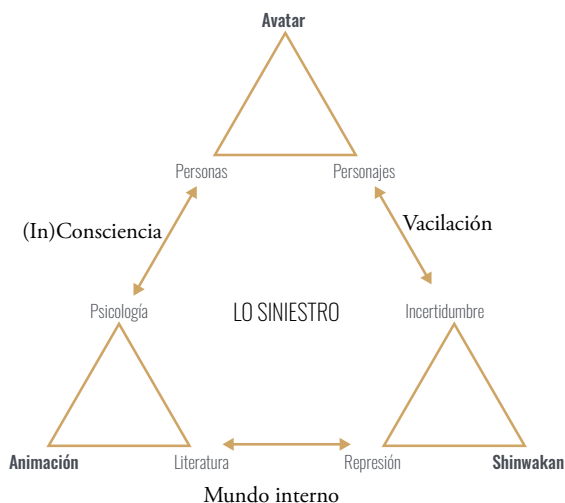 Avatar
Personas
Personajes
(In)Consciencia
Vacilación
Psicología
LO SINIESTRO
Incertidumbre
Animación
Literatura
Represión
Shinwakan
Mundo interno